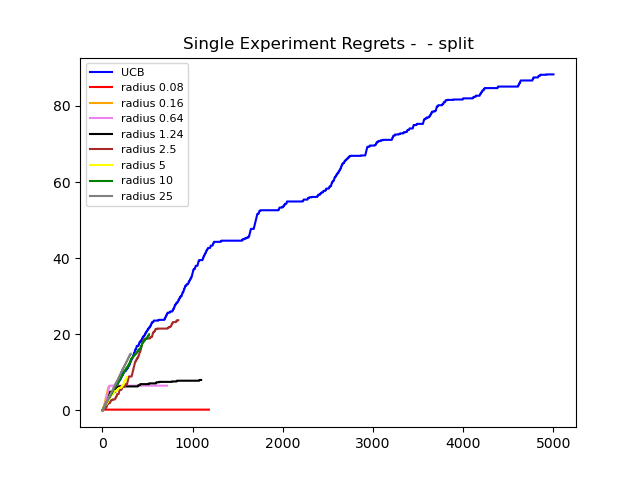 Single Experiment Regrets -  - split
UCB
radius 0.08
radius 0.16
radius 0.64
radius 1.24
radius 2.5
radius 5
radius 10
radius 25
80
60
40
20
0
0 1000 2000 3000 4000 5000